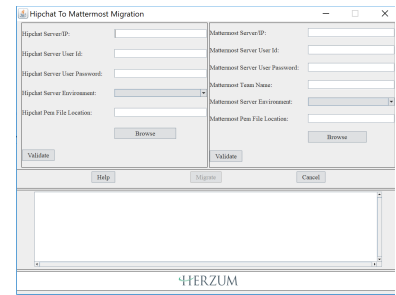 Hipchat To Mattermost Migration
Hipchat Server/IP:
Hipchat Server User Id:
Hipchat Server User Password:
Hipchat Server Environment:
Hipchat Pem File Location:
Browse
Validate
Mattermost Server/IP:
Mattermost Server User Id:
Mattermost Server User Password:
Mattermost Team Name:
Mattermost Server Environment:
Mattermost Pem File Location:
Browse
Validate
Help
Migrate
Cancel
HERZUM